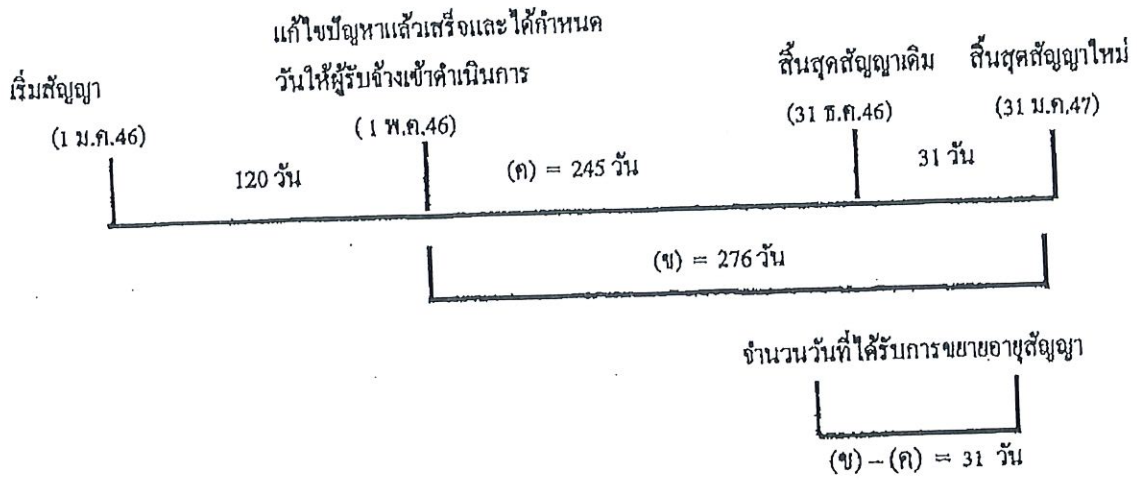 แก้ไขปัญหาแล้วเสร็จและได้กำหนด
วันให้ผู้รับจ้างเข้าดำเนินการ
เริ่มสัญญา
สิ้นสุดสัญญาเดิม
สิ้นสุดสัญญาใหม่
(1 ม.ค.46)
( 1 พ.ค.46)
(31 ธ.ค.46)
(31 ม.ค.47)
120 วัน
(ค) = 245 วัน
31 วัน
(ข) = 276 วัน
จำนวนวันที่ได้รับการขยายอายุสัญญา
(ข) – (ค) = 31 วัน